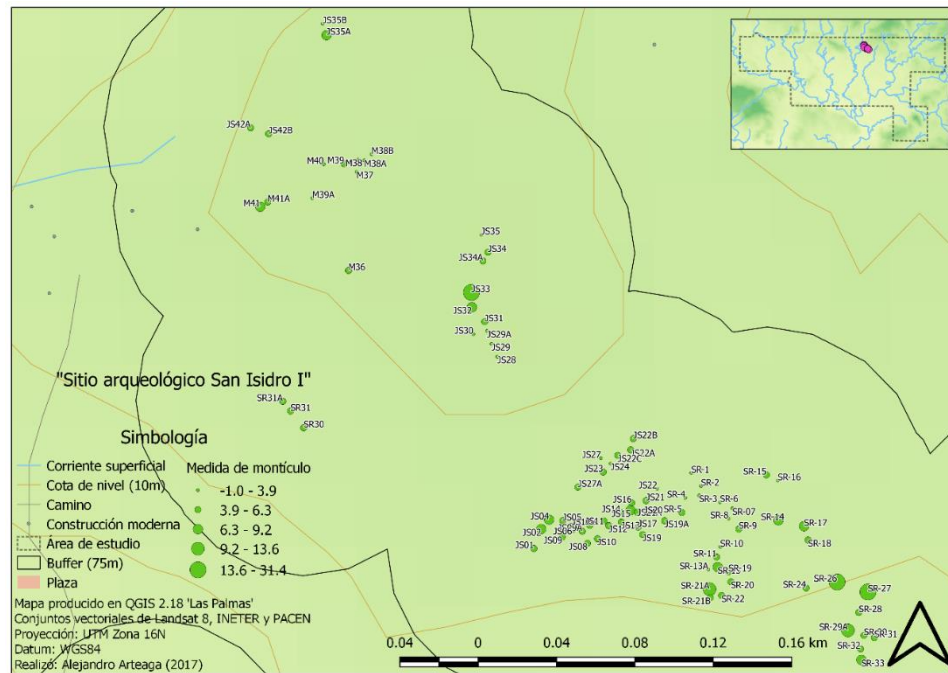 JS35B
JS35A
JS42A
JS42B
M38B
M40
M39
M38
M38A
M37
M41
M41A
M39A
JS35
JS34
JS34A
M36
JS33
JS32
JS31
JS30
JS29A
JS29
JS28
"Sitio arqueológico San Isidro I"
SR31A
SR31
SR30
Simbología
Corriente superficial
Cota de nivel (10m)
Camino
Construcción moderna
Área de estudio
Buffer (75m)
Plaza
Medida de montículo
-1.0 - 3.9
3.9 - 6.3
6.3 - 9.2
9.2 - 13.6
13.6 - 31.4
Mapa producido en QGIS 2.18 'Las Palmas'
Conjuntos vectoriales de Landsat 8, INETER y PACEN
Proyección: UTM Zona 16N
Datum: WGS84
Realizó: Alejandro Arteaga (2017)
JS22B
JS22A
JS27
JS22C
JS24
JS23
JS27A
JS22
JS16
JS21
JS14
JS15
JS20
JS04
JS05
JS11
JS17
JS19A
JS02
JS06
JS12
JS19
JS09
JS08
JS10
JS01
SR-1
SR-2
SR-15
SR-16
SR-4
SR-3
SR-6
SR-5
SR-07
SR-8
SR-14
SR-9
SR-17
SR-18
SR-10
SR-11
SR-13A
SR-19
SR-20
SR-21A
SR-21B
SR-22
SR-24
SR-26
SR-27
SR-28
SR-29A
SR-31
SR-32
SR-33
0.04 0 0.04 0.08 0.12 0.16 km